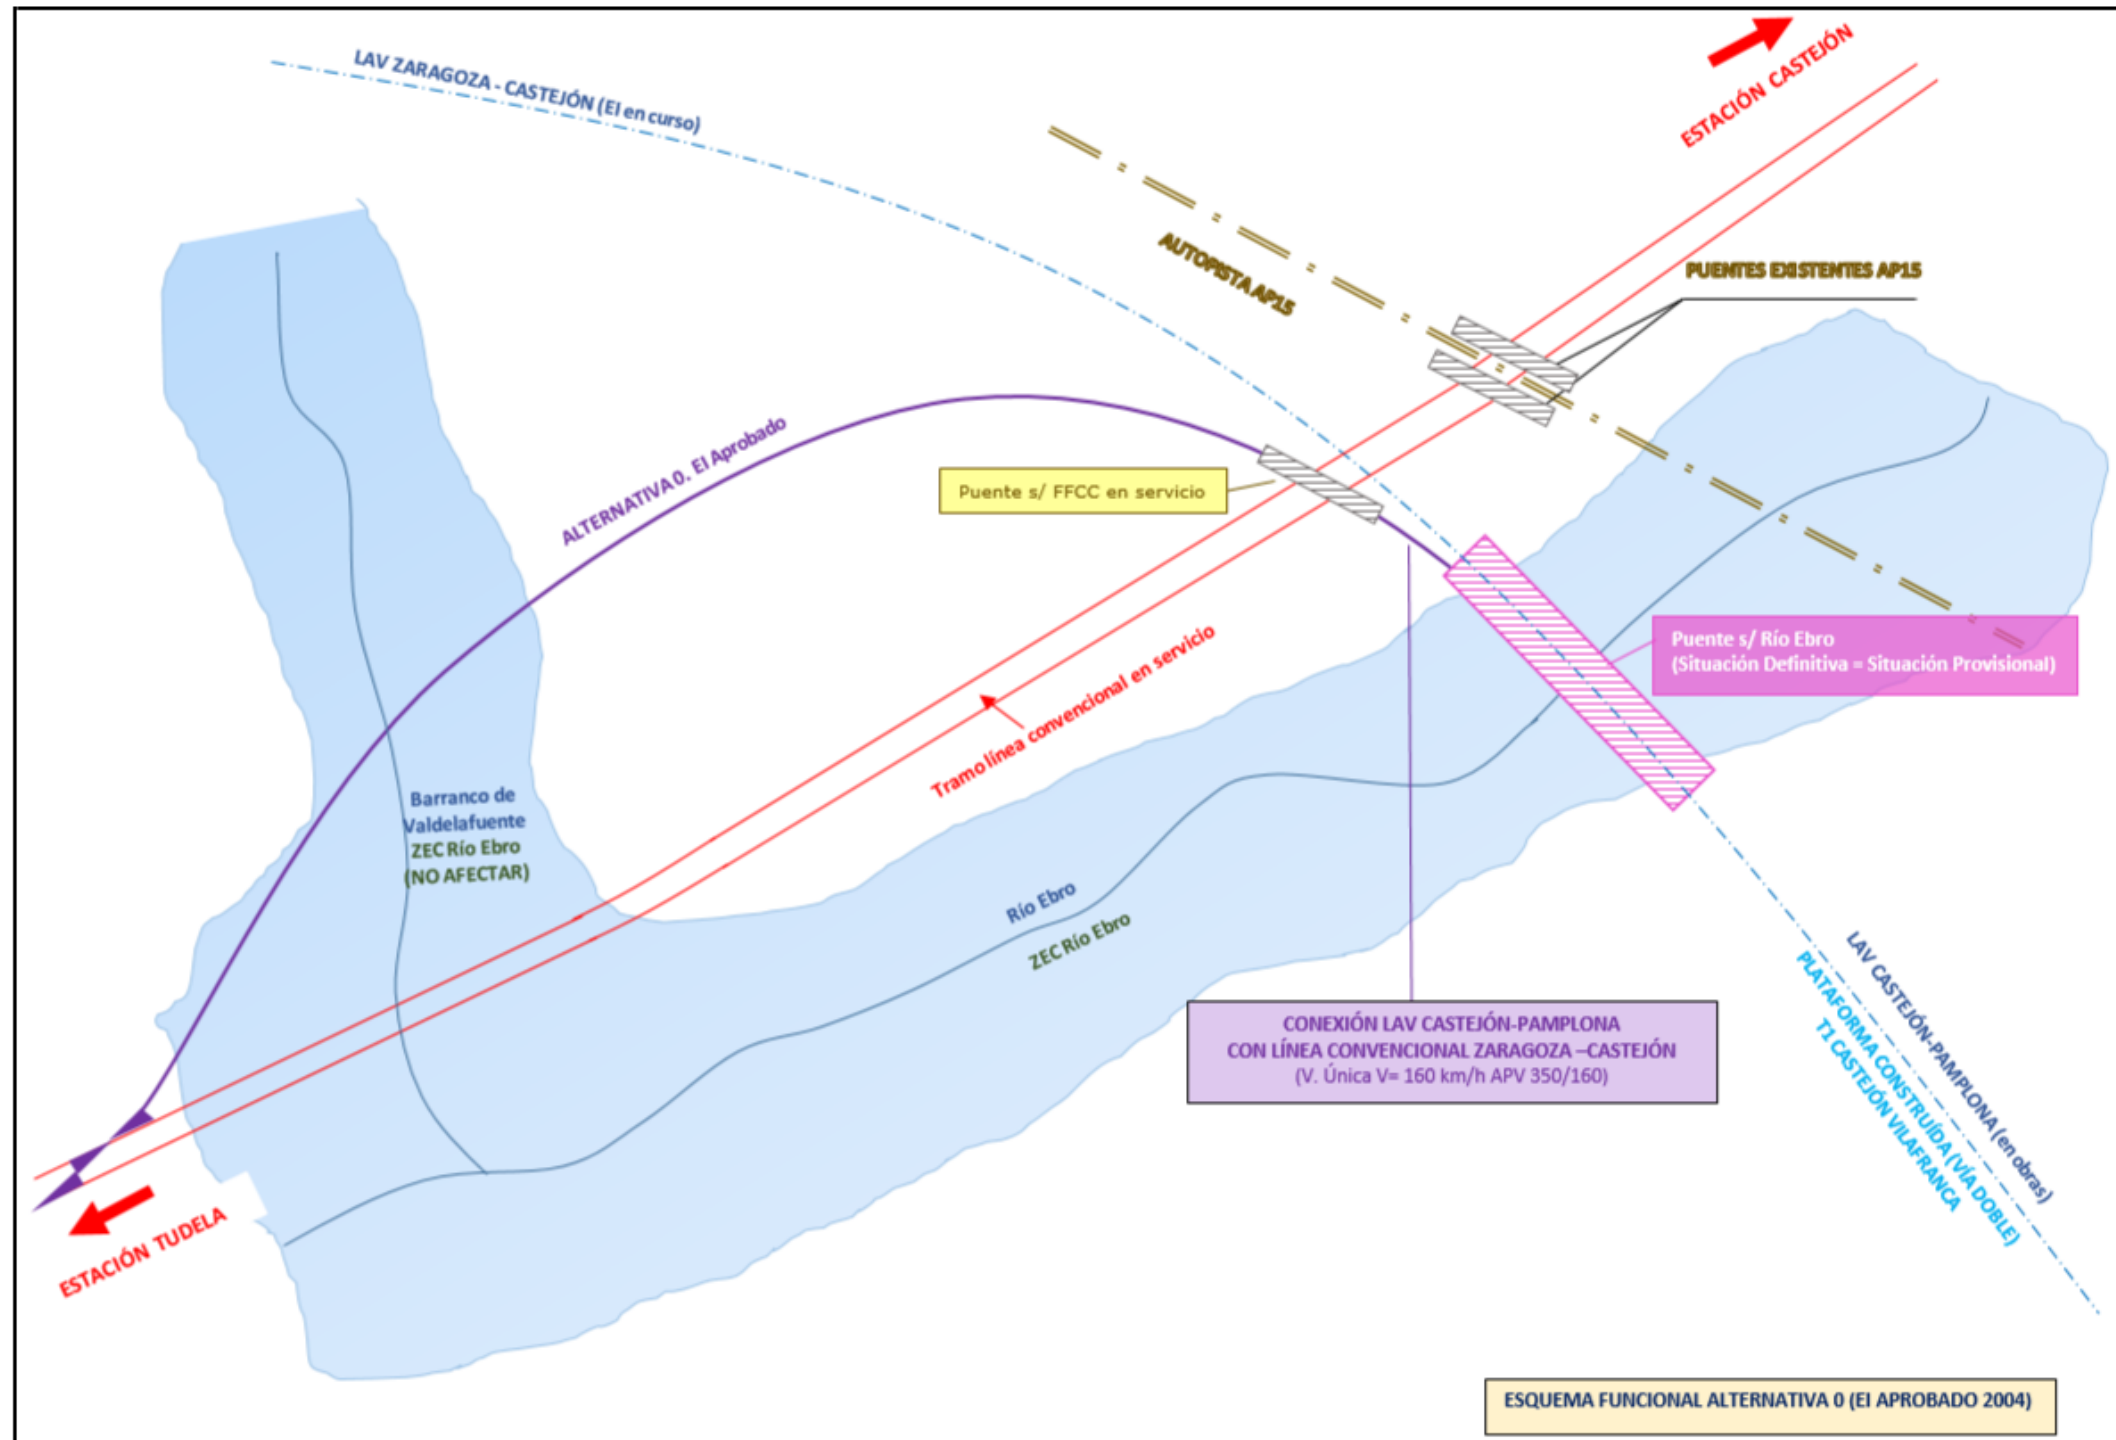 LAV ZARAGOZA - CASTEJÓN (EI en curso)
ESTACIÓN CASTEJÓN
AUTOPISTA AP15
PUENTES EXISTENTES AP15
ALTERNATIVA 0. EI Aprobado
Puente s/ FFCC en servicio
Puente s/ Río Ebro
(Situación Definitiva = Situación Provisional)
Tramo línea convencional en servicio
Barranco de
Valdelafuente
ZEC Río Ebro
(NO AFECTAR)
Río Ebro
ZEC Río Ebro
CONEXIÓN LAV CASTEJÓN-PAMPLONA
CON LÍNEA CONVENCIONAL ZARAGOZA –CASTEJÓN
(V. Única V= 160 km/h APV 350/160)
LAV CASTEJÓN-PAMPLONA (en obras)
PLATAFORMA CONSTRUÍDA (VÍA DOBLE)
T1 CASTEJÓN VILAFRANCA
ESTACIÓN TUDELA
ESQUEMA FUNCIONAL ALTERNATIVA 0 (EI APROBADO 2004)